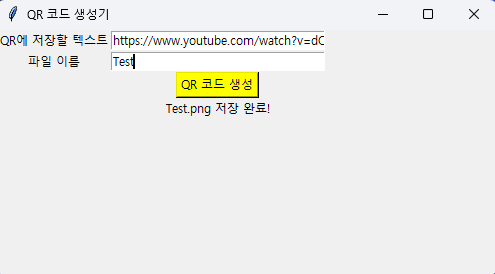 QR 코드 생성기
QR에 저장할 텍스트 https://www.youtube.com/watch?v=dC
파일 이름 Test
QR 코드 생성
Test.png 저장 완료!